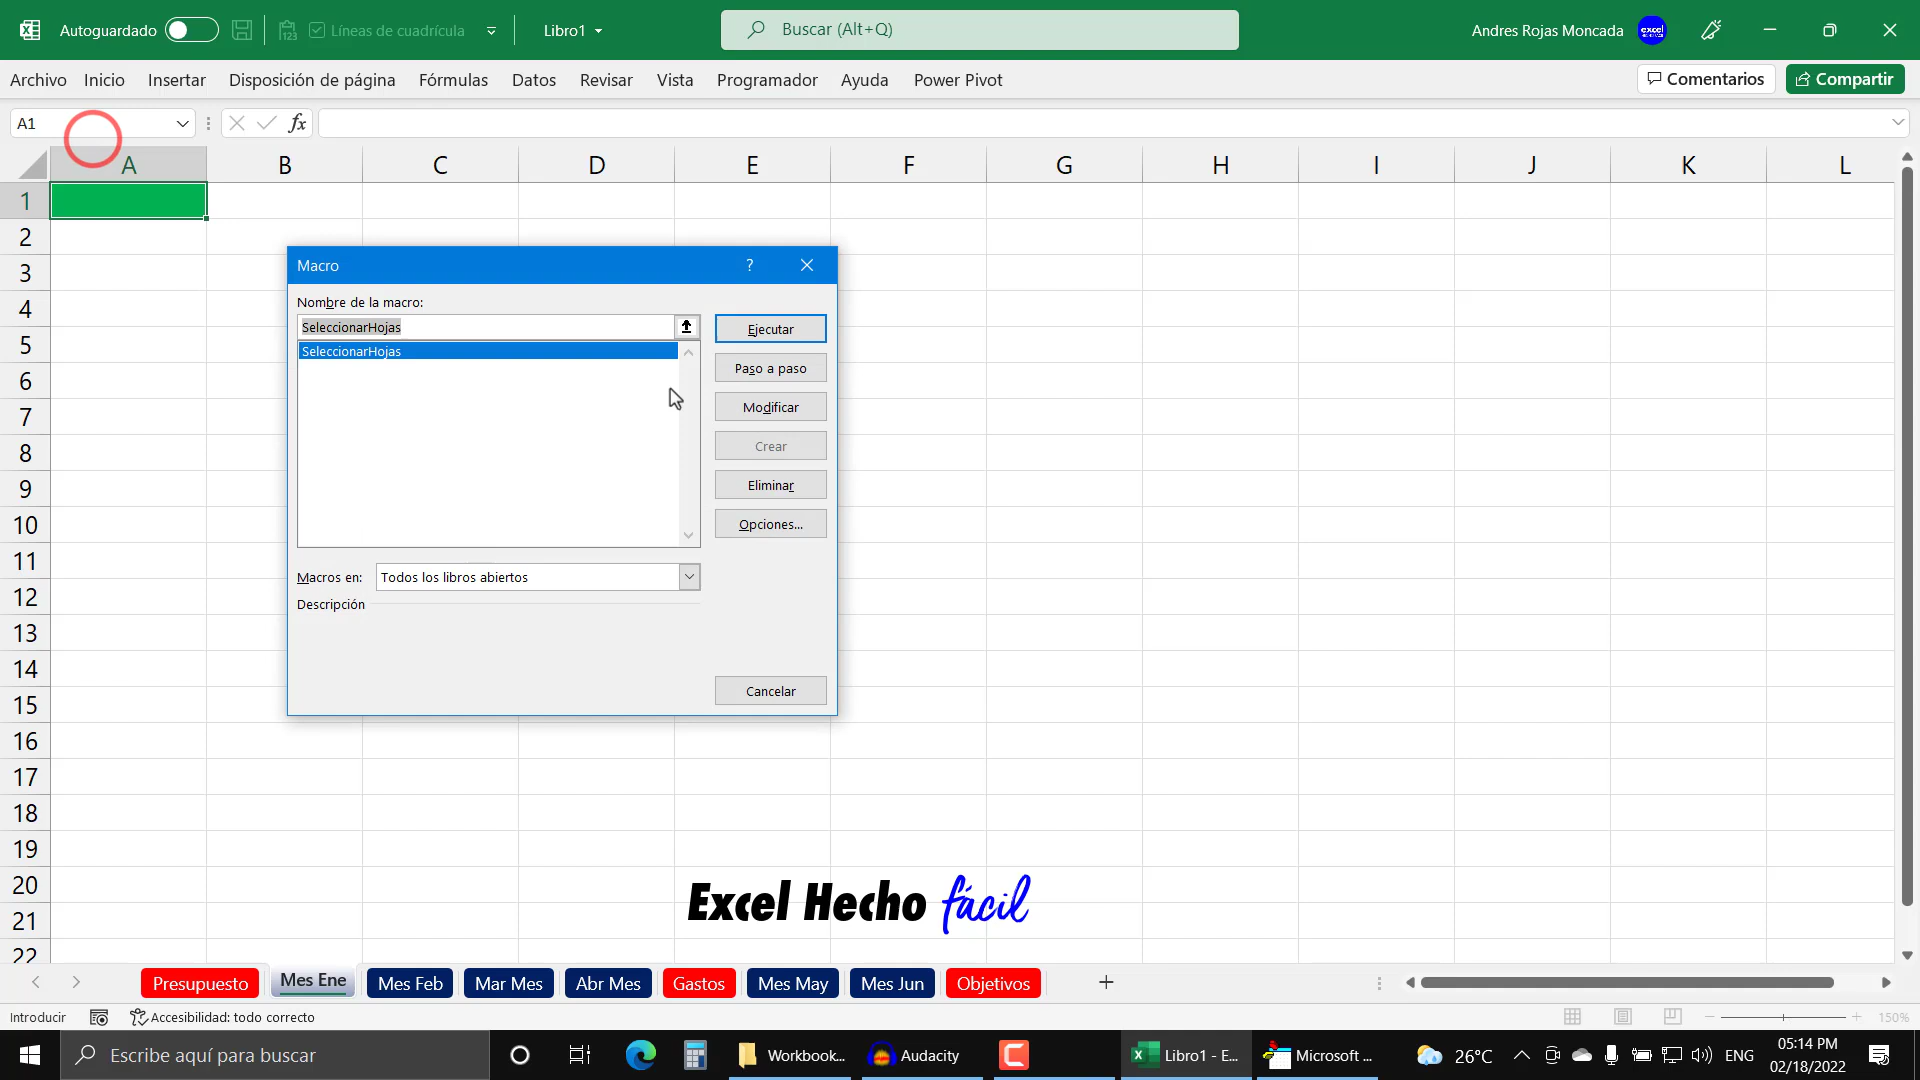 Autoguardado
Líneas de cuadrícula
Libro1
Buscar (Alt+Q)
Andres Rojas Moncada
Archivo Inicio Insertar Disposición de página Fórmulas Datos Revisar Vista Programador Ayuda Power Pivot
Comentarios
Compartir
A1
fx
A B C D E F G H I J K L
1
2
3
4
5
6
7
8
9
10
11
12
13
14
15
16
17
18
19
20
21
22
Macro
?
Nombre de la macro:
SeleccionarHojas
SeleccionarHojas
Ejecutar
Paso a paso
Modificar
Crear
Eliminar
Opciones...
Macros en:
Todos los libros abiertos
Descripción
Cancelar
Excel Hecho fácil
Presupuesto Mes Ene Mes Feb Mar Mes Abr Mes Gastos Mes May Mes Jun Objetivos
Introducir
Accesibilidad: todo correcto
150%
Escribe aquí para buscar
Workbook...
Audacity
Libro1 - E...
Microsoft ...
26°C
ENG
05:14 PM
02/18/2022